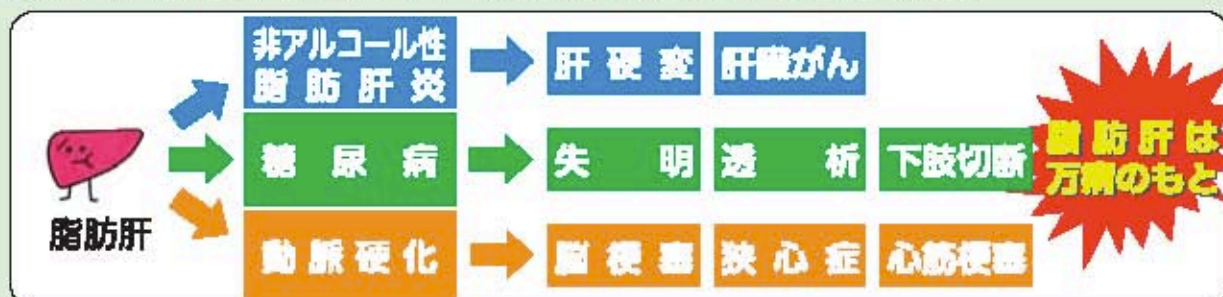 非アルコール性
脂肪肝炎
肝硬変
肝臓がん
糖尿病
失明
透析
下肢切断
動脈硬化
脳梗塞
狭心症
心筋梗塞
脂肪肝
脂肪肝は
万病のもと